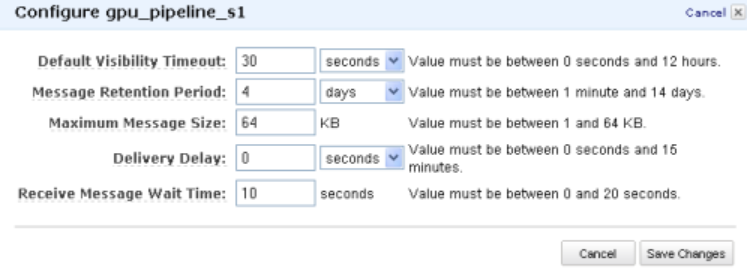 Configure gpu_pipeline_s1 Cancel
Default Visibility Timeout: 30 seconds Value must be between 0 seconds and 12 hours.
Message Retention Period: 4 days Value must be between 1 minute and 14 days.
Maximum Message Size: 64 KB Value must be between 1 and 64 KB.
Delivery Delay: 0 seconds Value must be between 0 seconds and 15
minutes.
Receive Message Wait Time: 10 seconds Value must be between 0 and 20 seconds.
Cancel Save Changes